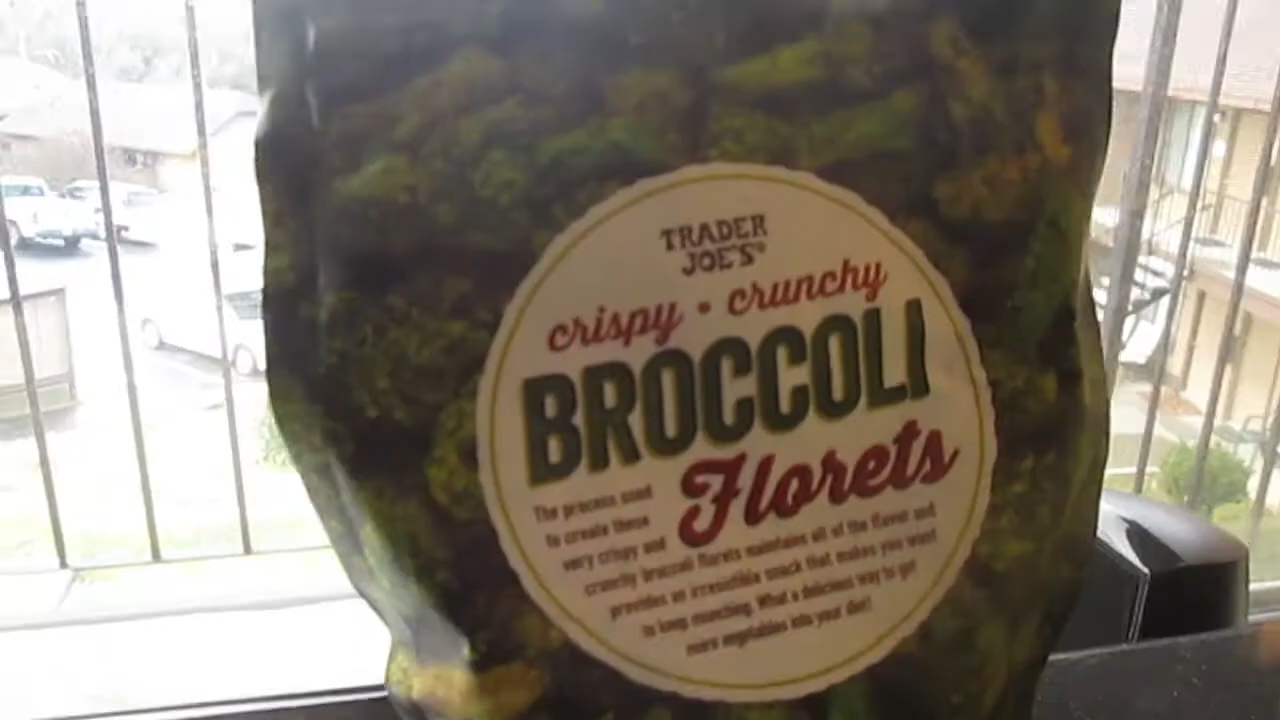 TRADER
JOE'S®
crispy • crunchy
BROCCOLI
Florets
The process used
to create these
very crispy and
crunchy broccoli florets maintains all of the flavor and
provides an irresistible snack that makes you want
to keep munching. What a delicious way to get
more vegetables into your diet!